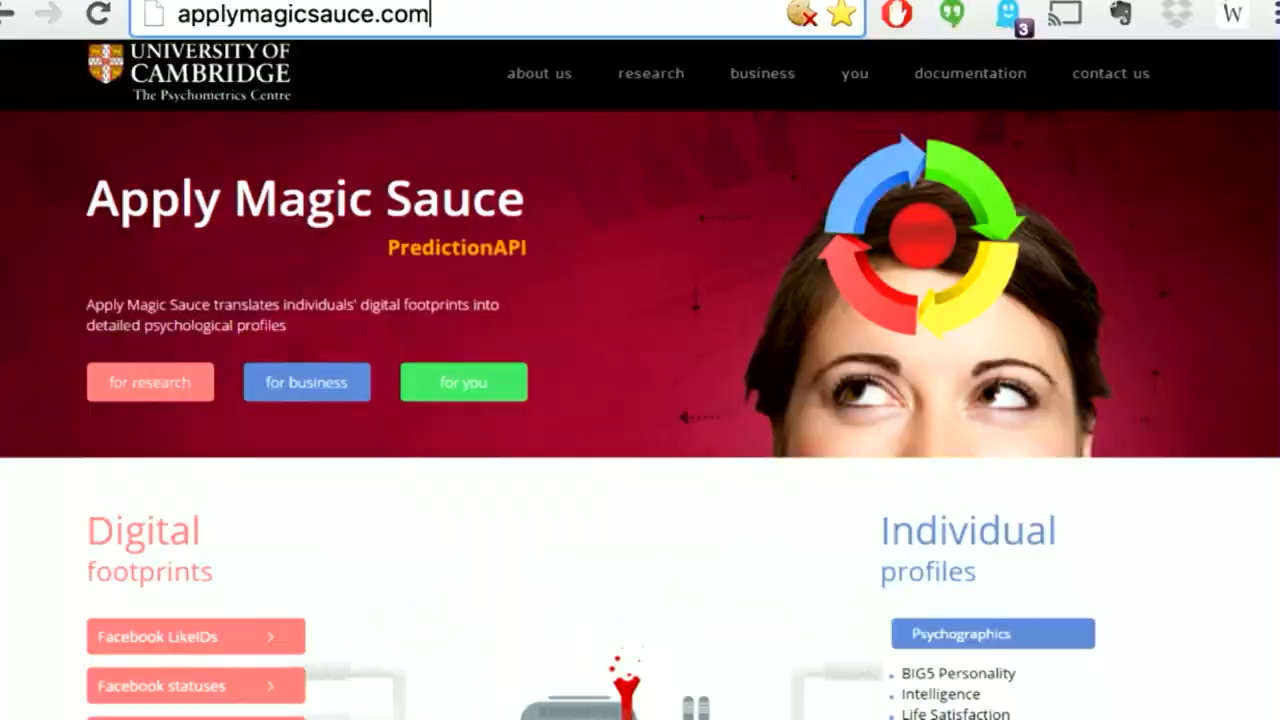 applymagicsauce.com
3
W
UNIVERSITY OF
CAMBRIDGE
The Psychometrics Centre
about us
research
business
you
documentation
contact us
Apply Magic Sauce
PredictionAPI
Apply Magic Sauce translates individuals' digital footprints into
detailed psychological profiles
for research
for business
for you
Digital
footprints
Facebook LikeIDs
Facebook statuses
Individual
profiles
Psychographics
BIG5 Personality
Intelligence
Life Satisfaction